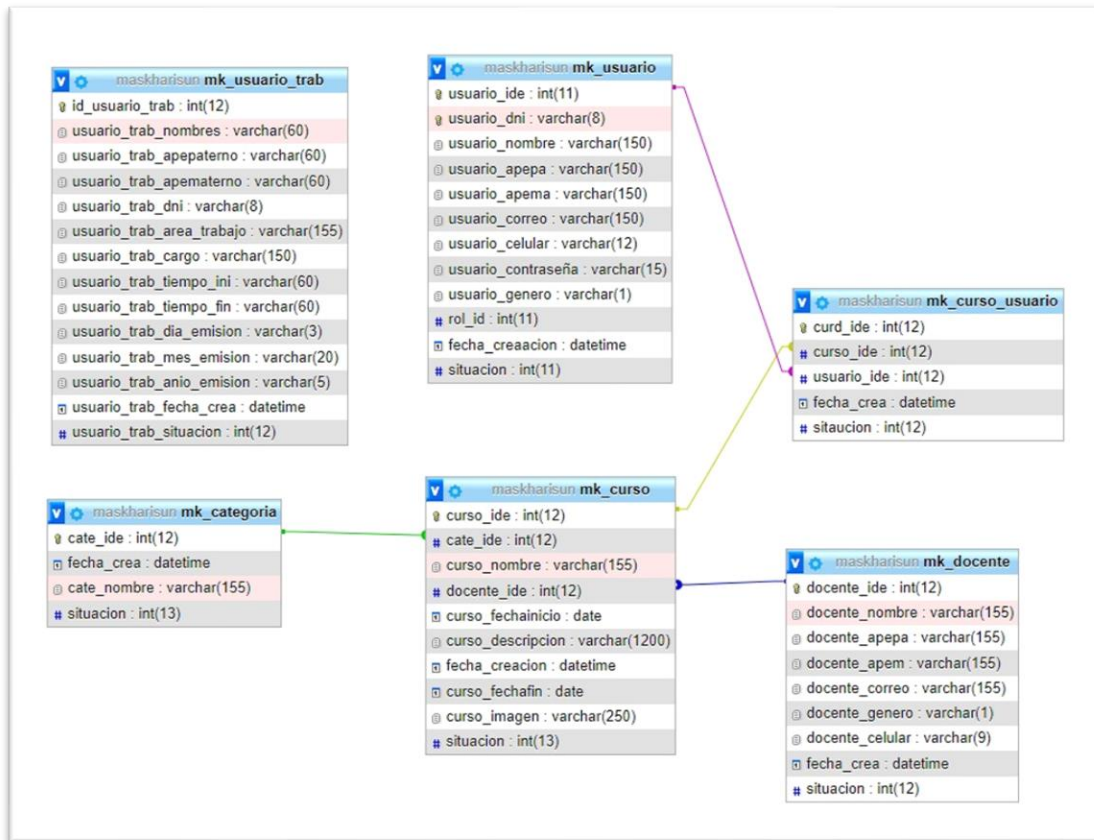 maskharisun mk_usuario_trab
id_usuario_trab : int(12)
usuario_trab_nombres : varchar(60)
usuario_trab_apepaterno : varchar(60)
usuario_trab_apematerno : varchar(60)
usuario_trab_dni : varchar(8)
usuario_trab_area_trabajo : varchar(155)
usuario_trab_cargo : varchar(150)
usuario_trab_tiempo_ini : varchar(60)
usuario_trab_tiempo_fin : varchar(60)
usuario_trab_dia_emision : varchar(3)
usuario_trab_mes_emision : varchar(20)
usuario_trab_anio_emision : varchar(5)
usuario_trab_fecha_crea : datetime
usuario_trab_situacion : int(12)
maskharisun mk_usuario
usuario_ide : int(11)
usuario_dni : varchar(8)
usuario_nombre : varchar(150)
usuario_apepa : varchar(150)
usuario_apema : varchar(150)
usuario_correo : varchar(150)
usuario_celular : varchar(12)
usuario_contraseña : varchar(15)
usuario_genero : varchar(1)
rol_id : int(11)
fecha_creaacion : datetime
situacion : int(11)
maskharisun mk_curso_usuario
curd_ide : int(12)
curso_ide : int(12)
usuario_ide : int(12)
fecha_crea : datetime
sitaucion : int(12)
maskharisun mk_categoria
cate_ide : int(12)
fecha_crea : datetime
cate_nombre : varchar(155)
situacion : int(13)
maskharisun mk_curso
curso_ide : int(12)
cate_ide : int(12)
curso_nombre : varchar(155)
docente_ide : int(12)
curso_fechainicio : date
curso_descripcion : varchar(1200)
fecha_creacion : datetime
curso_fechafin : date
curso_imagen : varchar(250)
situacion : int(13)
maskharisun mk_docente
docente_ide : int(12)
docente_nombre : varchar(155)
docente_apepa : varchar(155)
docente_apem : varchar(155)
docente_correo : varchar(155)
docente_genero : varchar(1)
docente_celular : varchar(9)
fecha_crea : datetime
situacion : int(12)